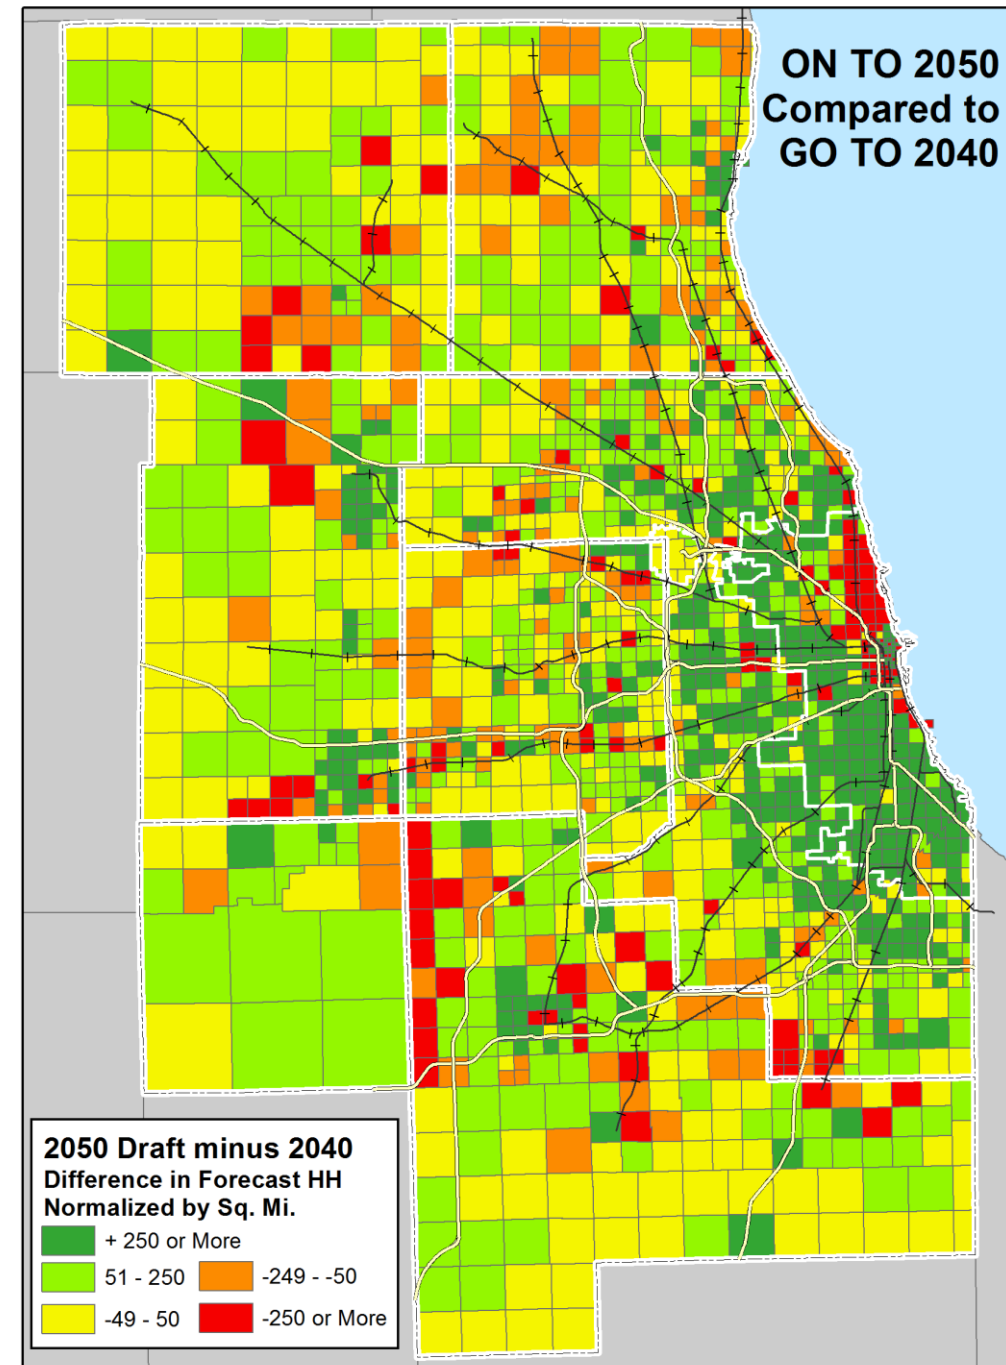 ON TO 2050
Compared to
GO TO 2040
2050 Draft minus 2040
Difference in Forecast HH
Normalized by Sq. Mi.
+ 250 or More
51 - 250
-249 - -50
-49 - 50
-250 or More